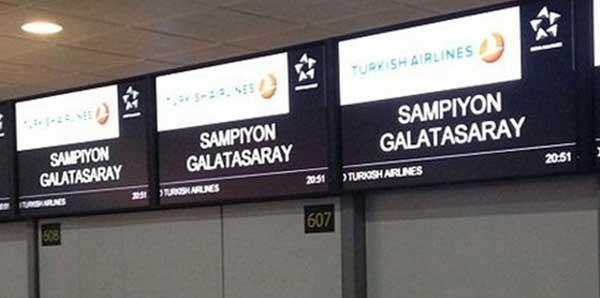 TURKISH AIRLINES
SAMPIYON
GALATASARAY
20:51
TURKISH AIRLINES
TURKISH AIRLINES
SAMPIYON
GALATASARAY
20:51
O TURKISH AIRLINES
TURKISH AIRLINES
SAMPIYON
GALATASARAY
20:51
O TURKISH AIRLINES
608
607